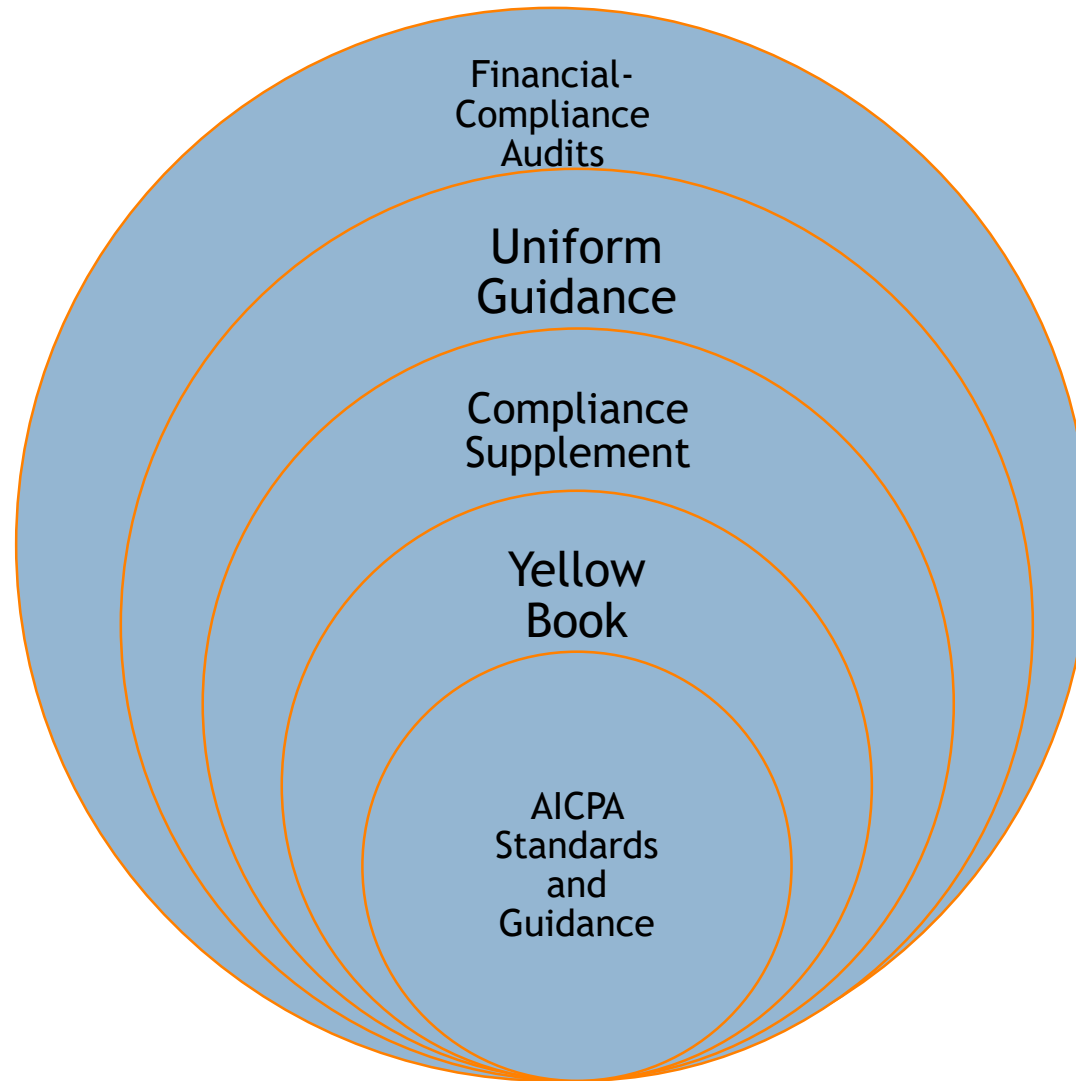 Financial-
Compliance
Audits
Uniform
Guidance
Compliance
Supplement
Yellow
Book
AICPA
Standards
and
Guidance